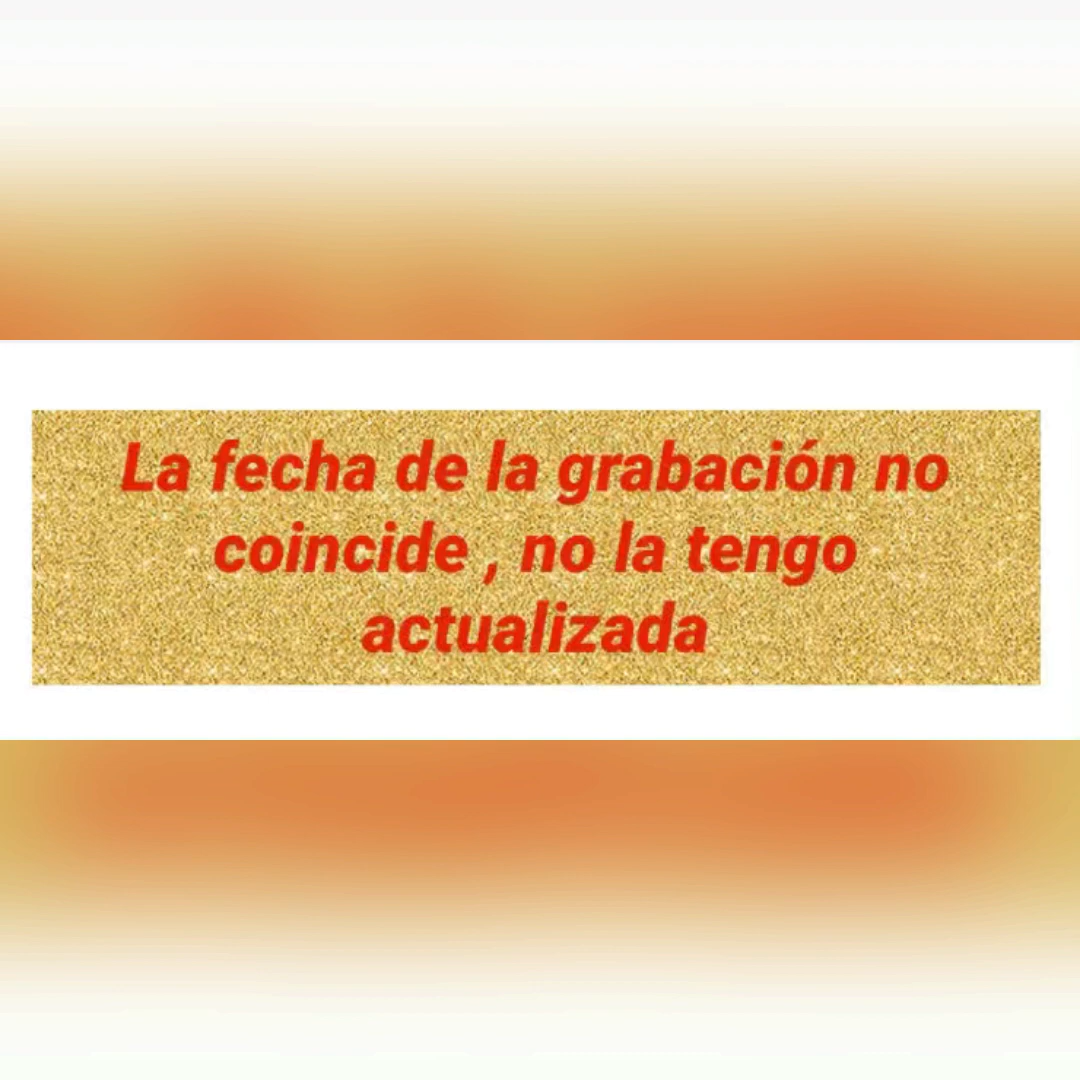 La fecha de la grabación no
coincide , no la tengo
actualizada